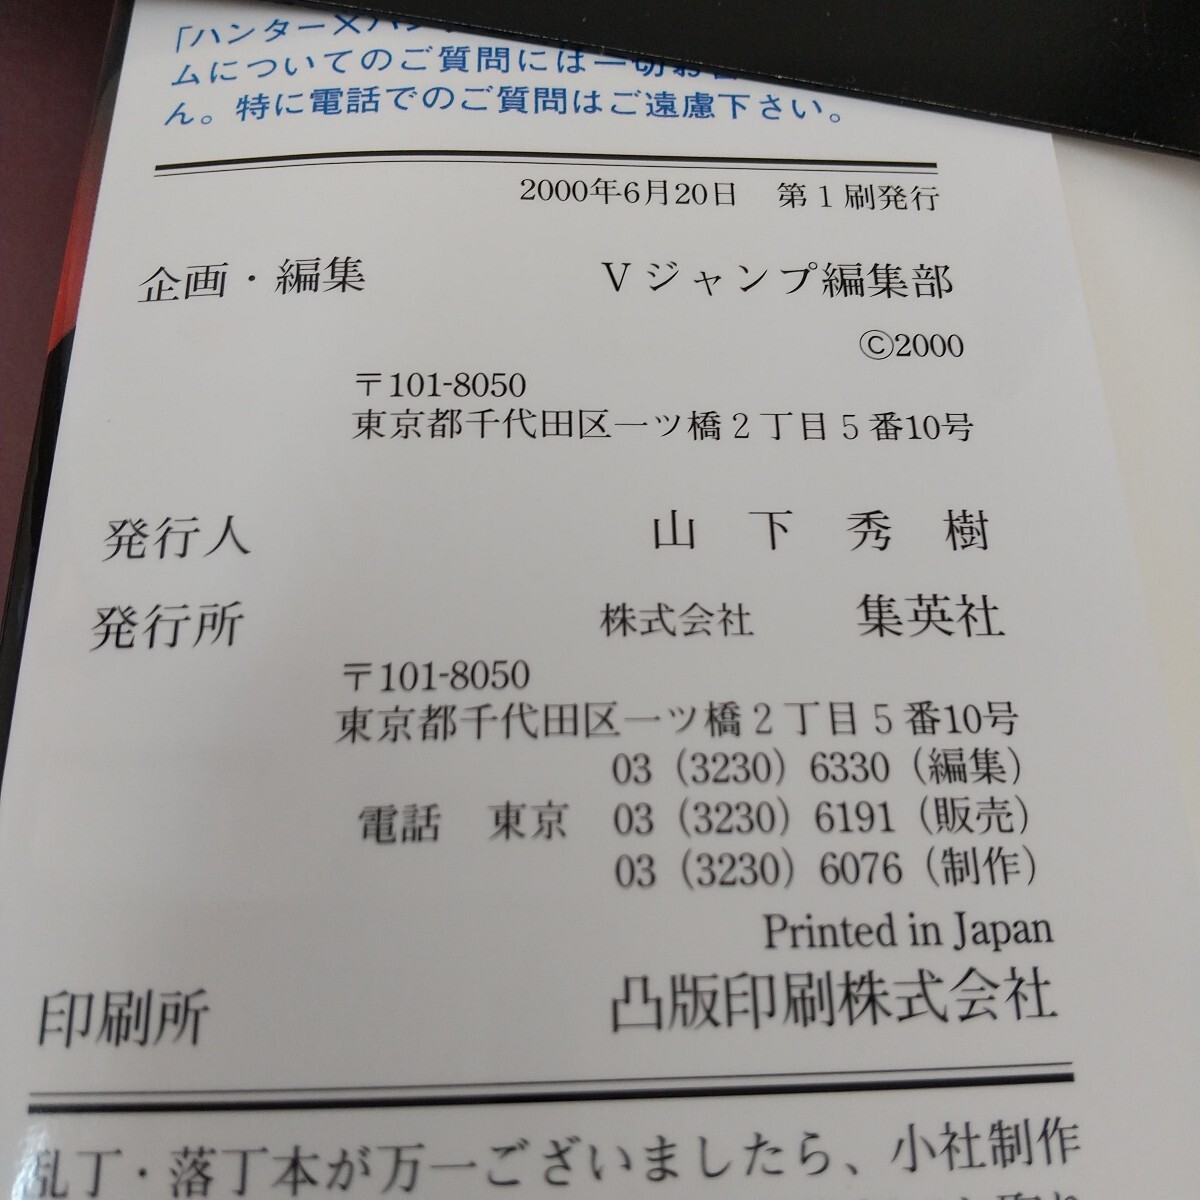 「ハンター×ハン
ムについてのご質問には一切お
ん。特に電話でのご質問はご遠慮下さい。
2000年6月20日　第1刷発行
企画・編集　Vジャンプ編集部
©2000
〒101-8050
東京都千代田区一ツ橋2丁目5番10号
発行人　山下秀樹
発行所　株式会社　集英社
〒101-8050
東京都千代田区一ツ橋2丁目5番10号
03（3230）6330（編集）
電話　東京　03（3230）6191（販売）
03（3230）6076（制作）
Printed in Japan
印刷所　凸版印刷株式会社
乱丁・落丁本が万一ございましたら、小社制作